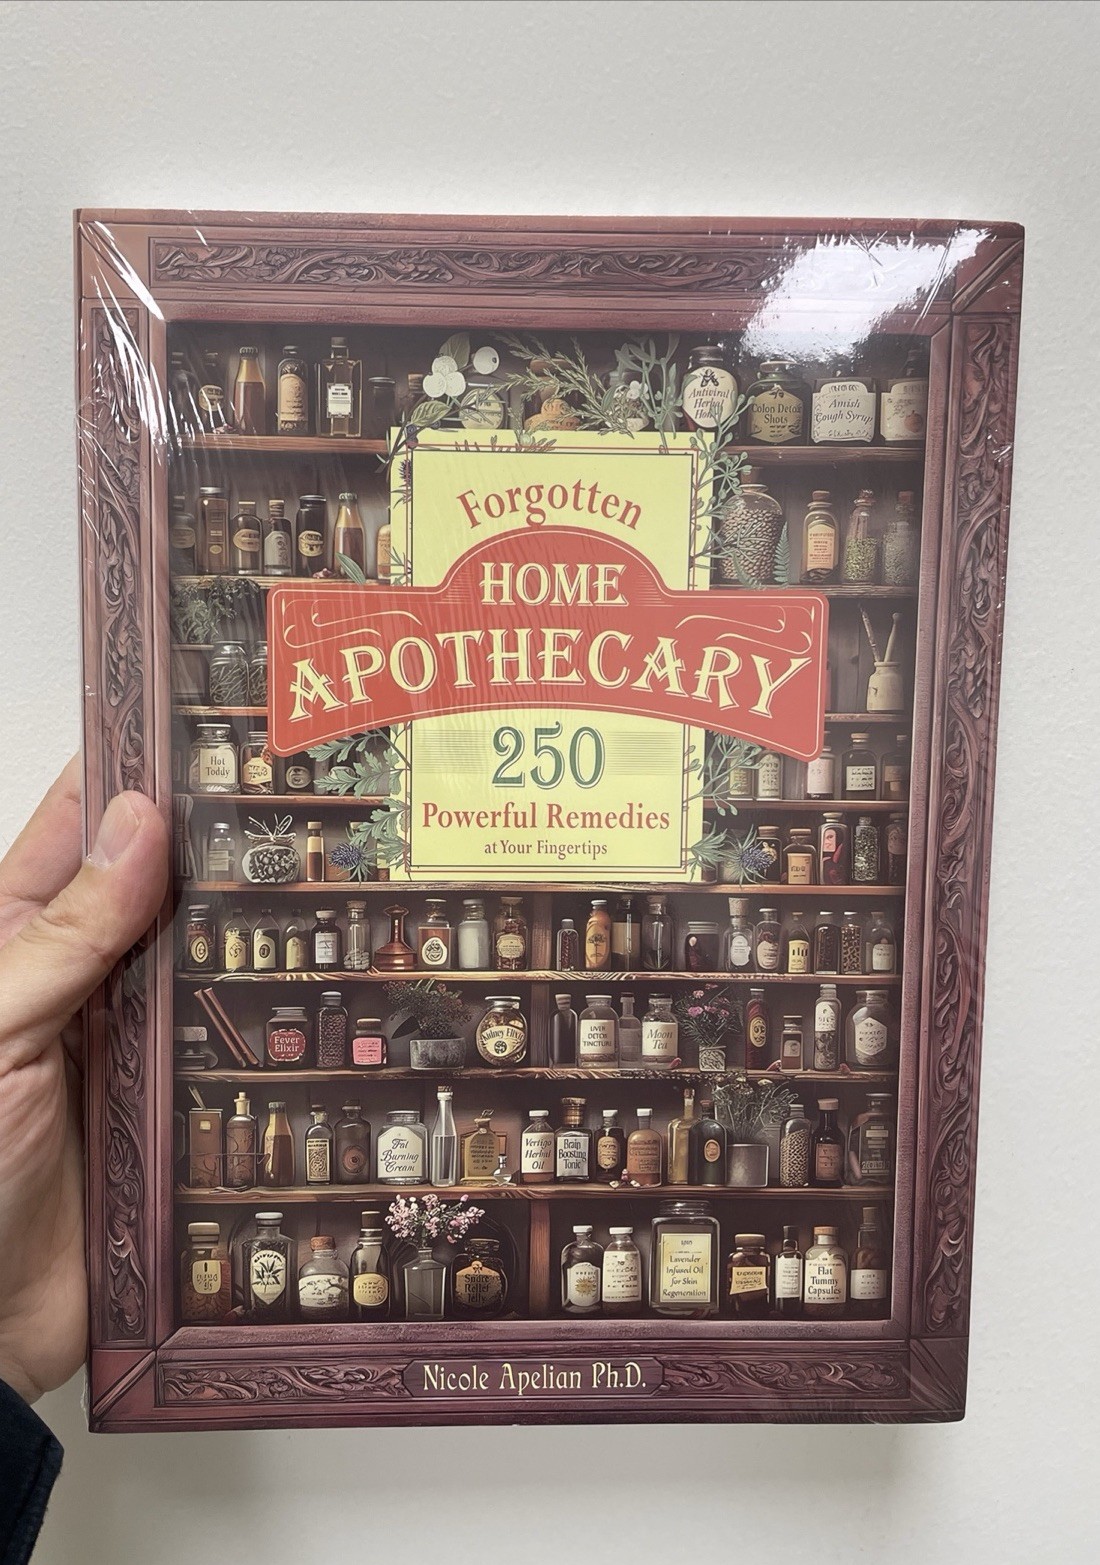 Antiviral
Herbal
Colon Detox
Shots
Amish
Cough Syrup
Forgotten
HOME
APOTHECARY
250
Powerful Remedies
at Your Fingertips
Hot
Toddy
Fever
Elixir
Kidney Elixir
LIVER
DETOX
TINCTURE
Moon
Tea
Fat
Burning
Cream
Vertigo
Herbal
Oil
Brain
Boosting
Tonic
Relief
Jelly
Lavender
Infused Oil
for Skin
Regeneration
Flat
Tummy
Capsules
Nicole Apelian Ph.D.